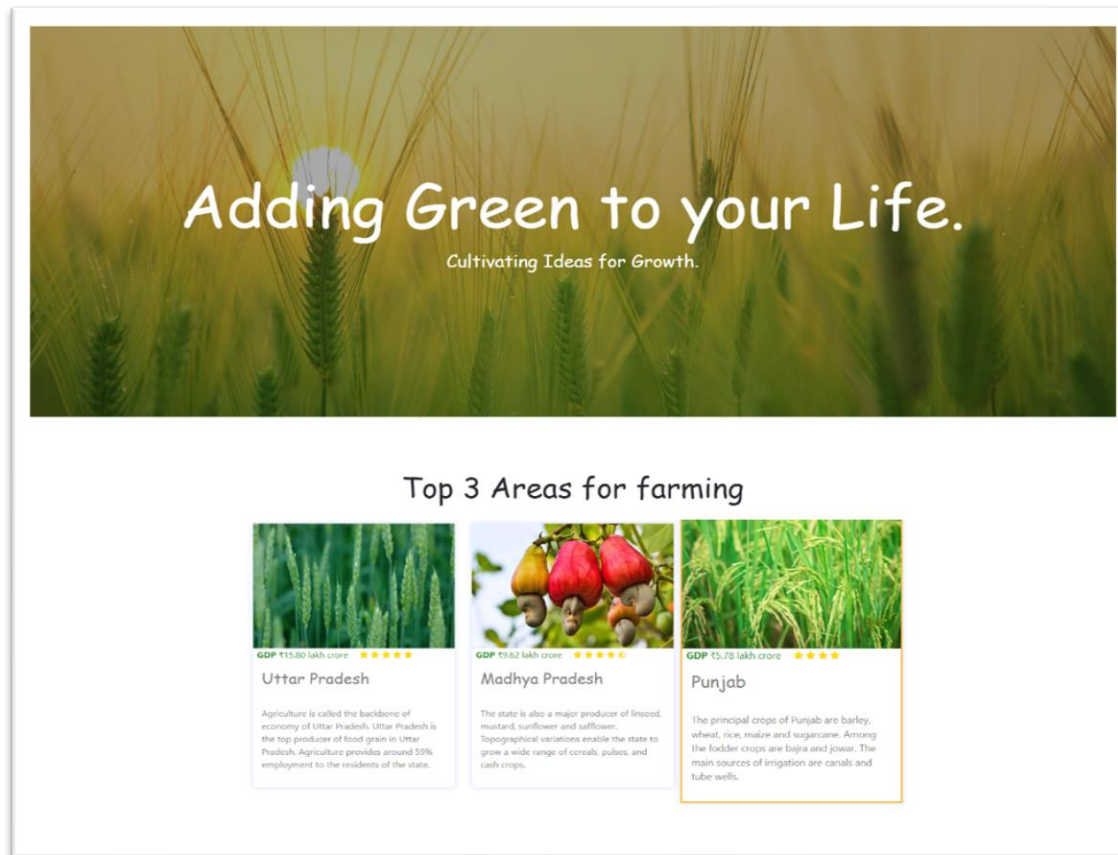 Adding Green to your Life.
Cultivating Ideas for Growth.
Top 3 Areas for farming
GDP ₹15.80 lakh crore
Uttar Pradesh
Agriculture is called the backbone of
economy of Uttar Pradesh. Uttar Pradesh is
the top producer of food grain in Uttar
Pradesh. Agriculture provides around 59%
employment to the residents of the state.
GDP ₹9.62 lakh crore
Madhya Pradesh
The state is also a major producer of linseed,
mustard, sunflower and safflower.
Topographical variations enable the state to
grow a wide range of cereals, pulses, and
cash crops.
GDP ₹5.78 lakh crore
Punjab
The principal crops of Punjab are barley,
wheat, rice, maize and sugarcane. Among
the fodder crops are bajra and jowar. The
main sources of irrigation are canals and
tube wells.